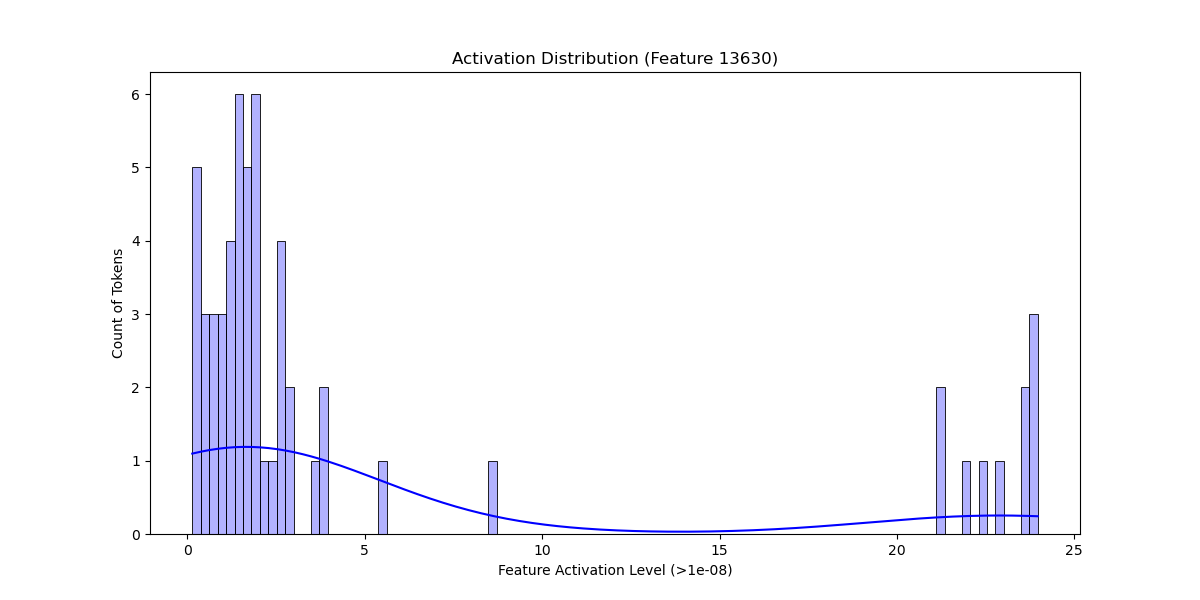 Activation Distribution (Feature 13630)
6
5
4
3
2
1
0
Count of Tokens
0 5 10 15 20 25
Feature Activation Level (>1e-08)